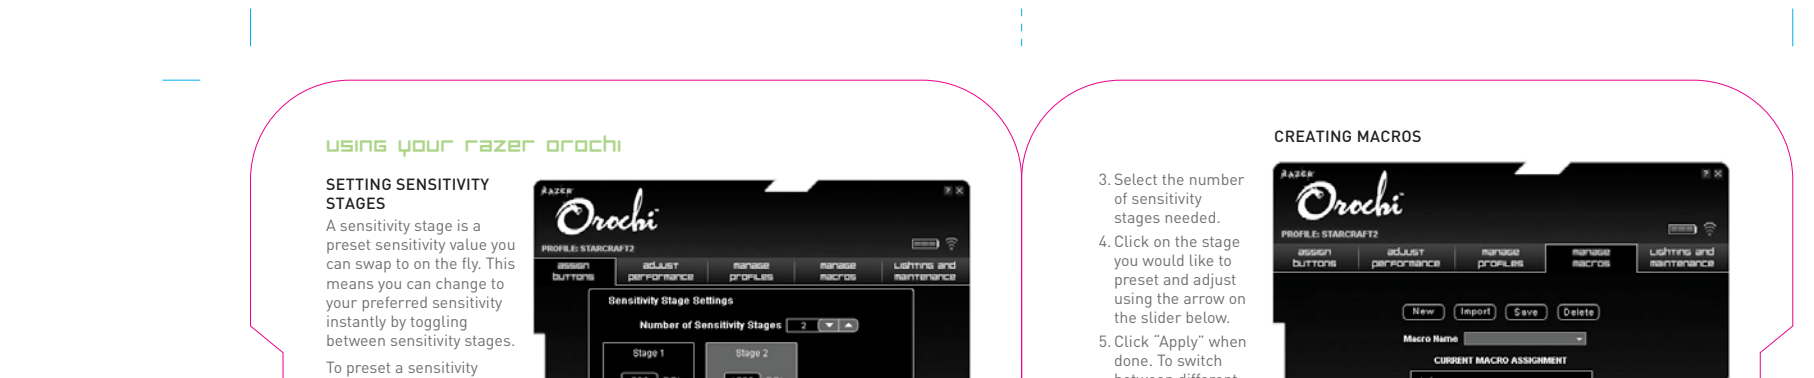 using your razer orochi
SETTING SENSITIVITY
STAGES
A sensitivity stage is a
preset sensitivity value you
can swap to on the fly. This
means you can change to
your preferred sensitivity
instantly by toggling
between sensitivity stages.
To preset a sensitivity
RAZER
Orochi™
PROFILE: STARCRAFT2
assign
buttons
adjust
performance
manage
profiles
manage
macros
Lighting and
maintenance
Sensitivity Stage Settings
Number of Sensitivity Stages 2
Stage 1
Stage 2
3. Select the number
of sensitivity
stages needed.
4. Click on the stage
you would like to
preset and adjust
using the arrow on
the slider below.
5. Click “Apply” when
done. To switch
between different
CREATING MACROS
RAZER
Orochi™
PROFILE: STARCRAFT2
assign
buttons
adjust
performance
manage
profiles
manage
macros
Lighting and
maintenance
New Import Save Delete
Macro Name
CURRENT MACRO ASSIGNMENT